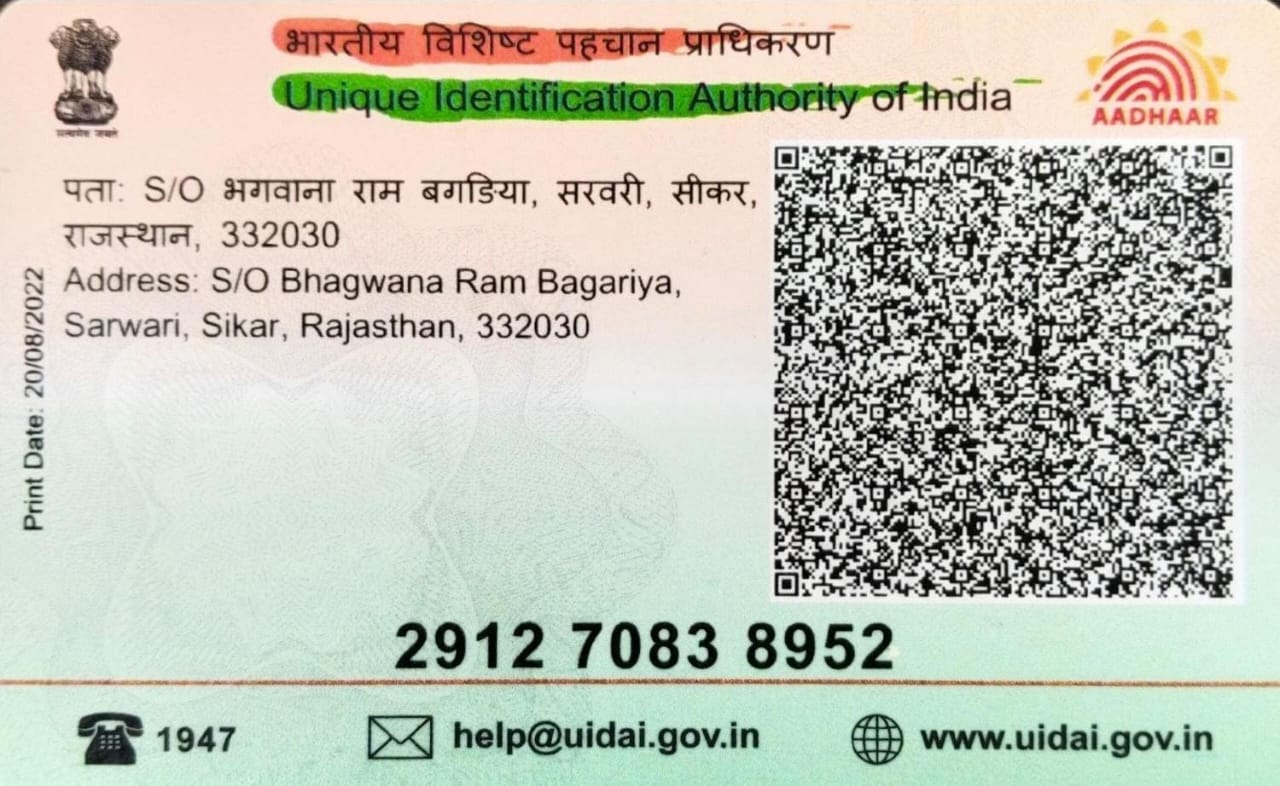 सत्यमेव जयते
भारतीय विशिष्ट पहचान प्राधिकरण
Unique Identification Authority of India
AADHAAR
पता: S/O भगवाना राम बगडिया, सरवरी, सीकर,
राजस्थान, 332030
Address: S/O Bhagwana Ram Bagariya,
Sarwari, Sikar, Rajasthan, 332030
Print Date: 20/08/2022
2912 7083 8952
1947
help@uidai.gov.in
www.uidai.gov.in